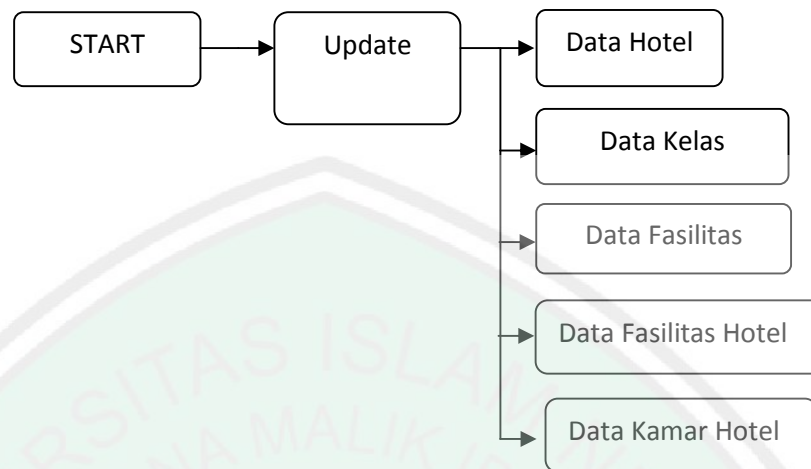 START
Update
Data Hotel
Data Kelas
Data Fasilitas
Data Fasilitas Hotel
Data Kamar Hotel